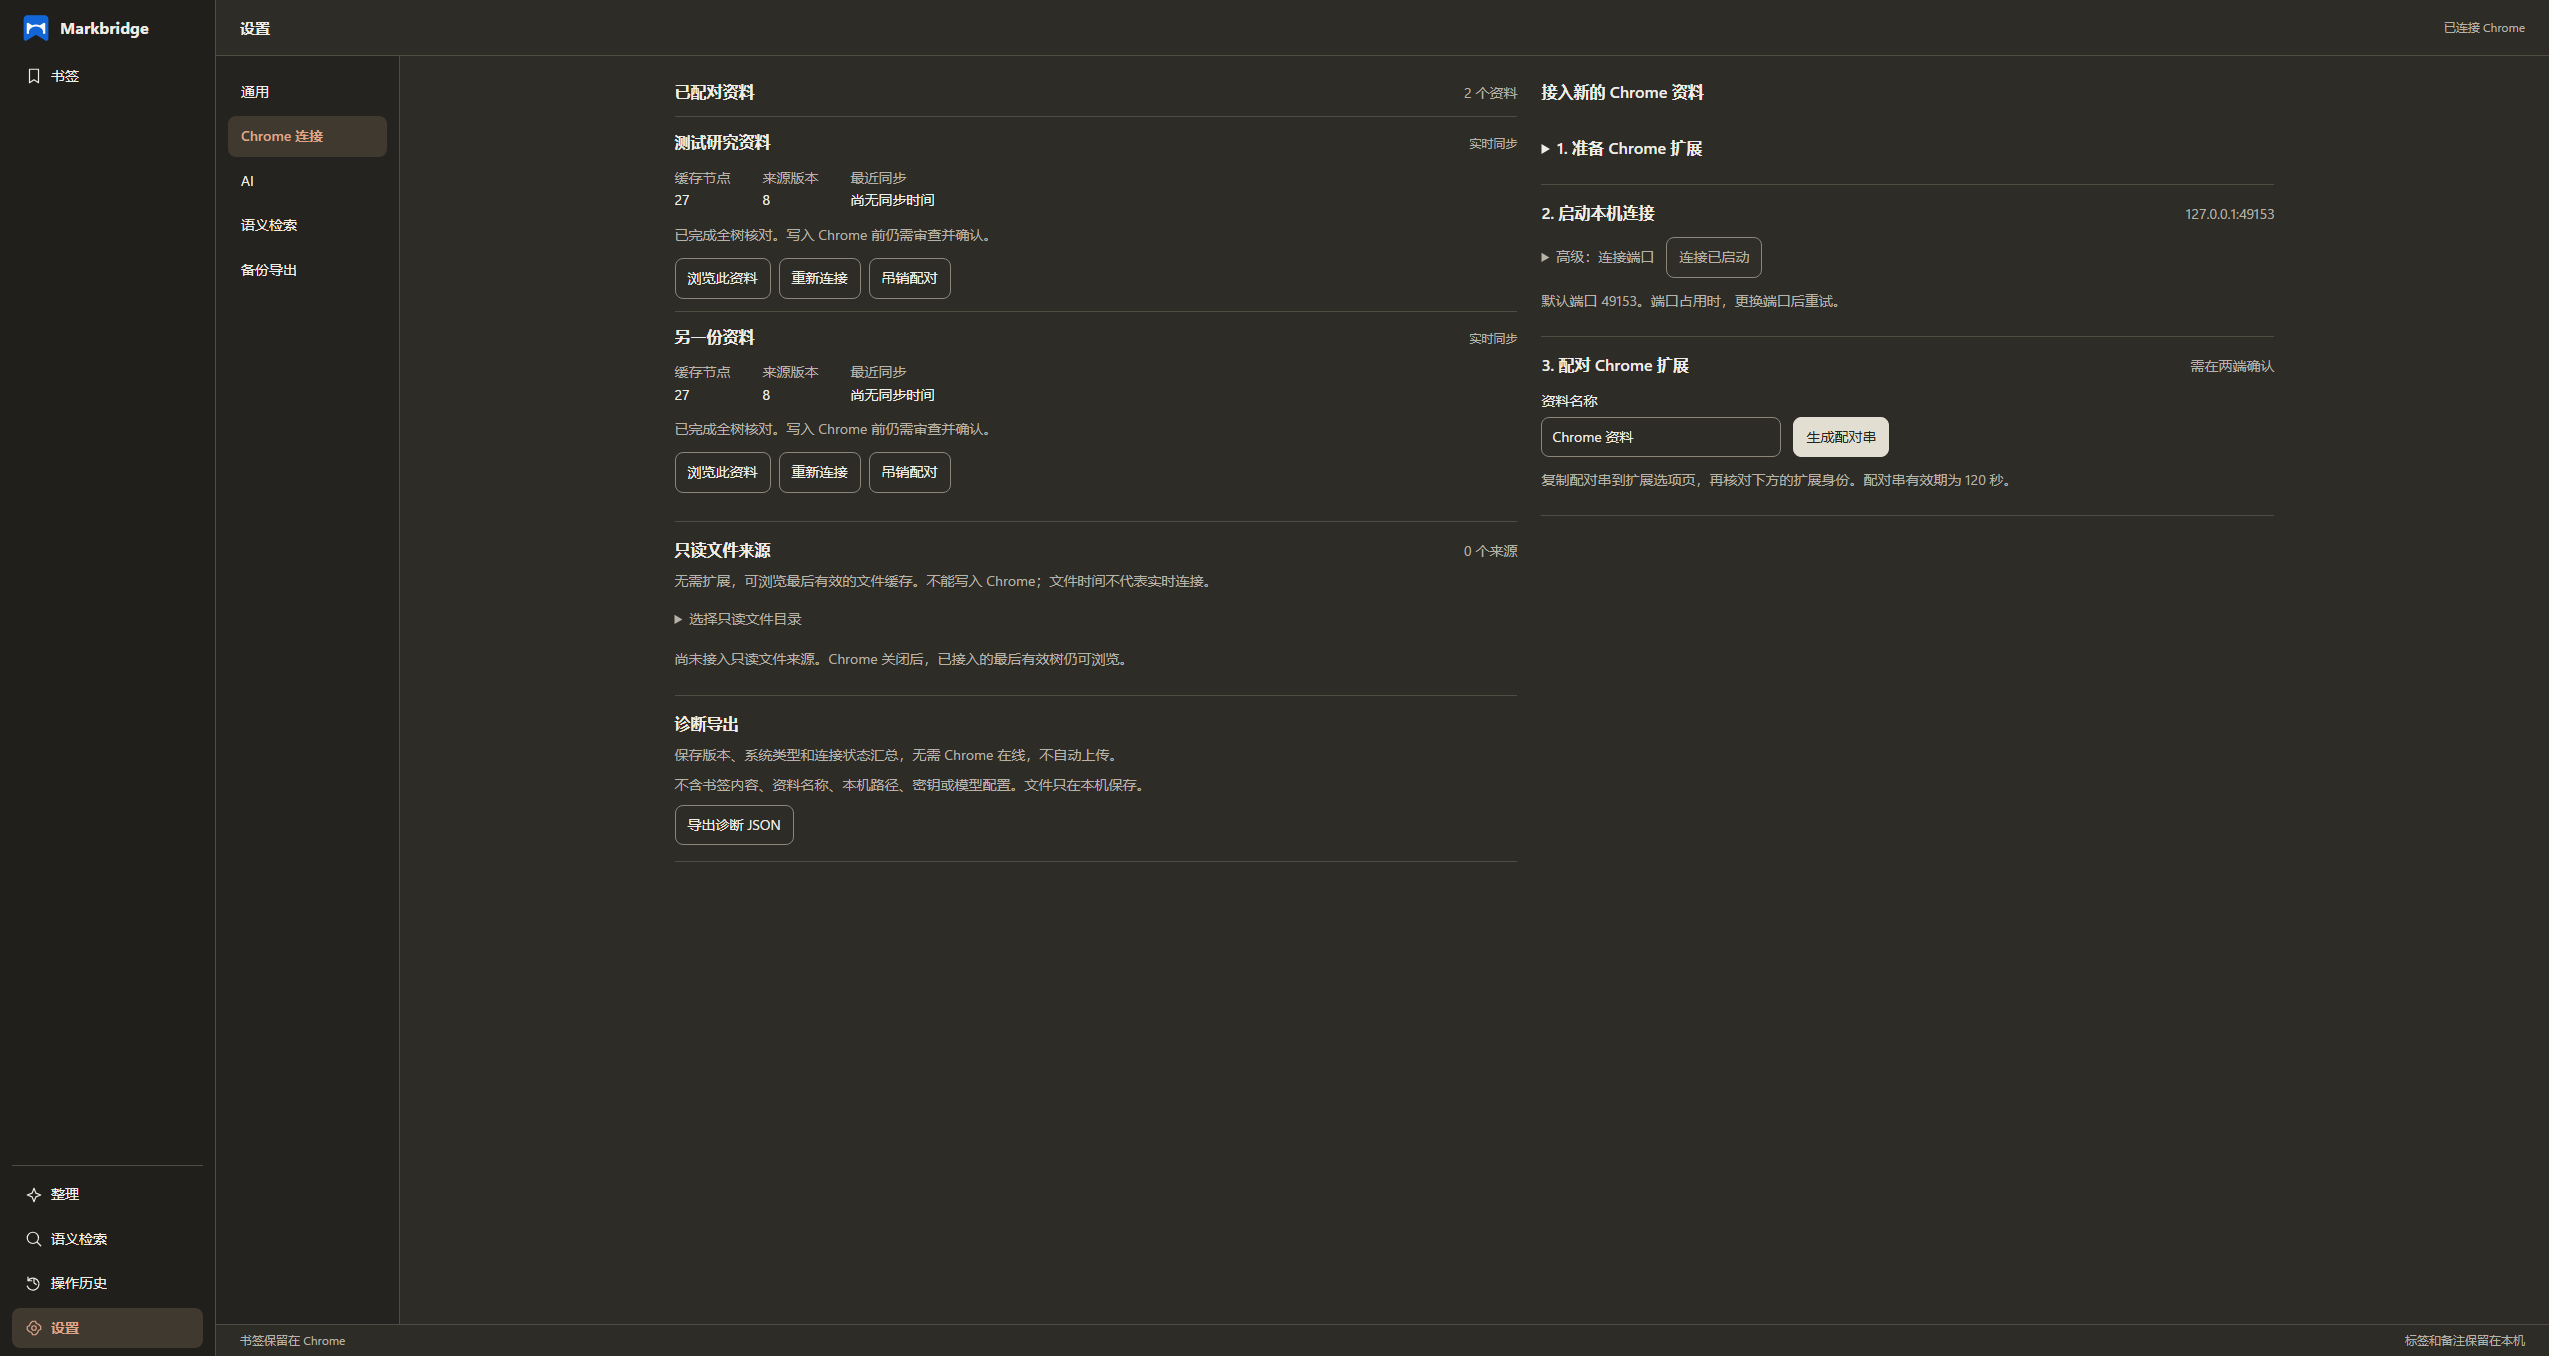 Markbridge
书签
整理
语义检索
操作历史
设置
设置
已连接 Chrome
通用
Chrome 连接
AI
语义检索
备份导出
已配对资料
2 个资料
测试研究资料
实时同步
缓存节点 来源版本 最近同步
27 8 尚无同步时间
已完成全树核对。写入 Chrome 前仍需审查并确认。
浏览此资料 重新连接 吊销配对
另一份资料
实时同步
缓存节点 来源版本 最近同步
27 8 尚无同步时间
已完成全树核对。写入 Chrome 前仍需审查并确认。
浏览此资料 重新连接 吊销配对
只读文件来源
0 个来源
无需扩展，可浏览最后有效的文件缓存。不能写入 Chrome；文件时间不代表实时连接。
选择只读文件目录
尚未接入只读文件来源。Chrome 关闭后，已接入的最后有效树仍可浏览。
诊断导出
保存版本、系统类型和连接状态汇总，无需 Chrome 在线，不自动上传。
不含书签内容、资料名称、本机路径、密钥或模型配置。文件只在本机保存。
导出诊断 JSON
接入新的 Chrome 资料
1. 准备 Chrome 扩展
2. 启动本机连接
127.0.0.1:49153
高级：连接端口 连接已启动
默认端口 49153。端口占用时，更换端口后重试。
3. 配对 Chrome 扩展
需在两端确认
资料名称
Chrome 资料 生成配对串
复制配对串到扩展选项页，再核对下方的扩展身份。配对串有效期为 120 秒。
书签保留在 Chrome
标签和备注保留在本机